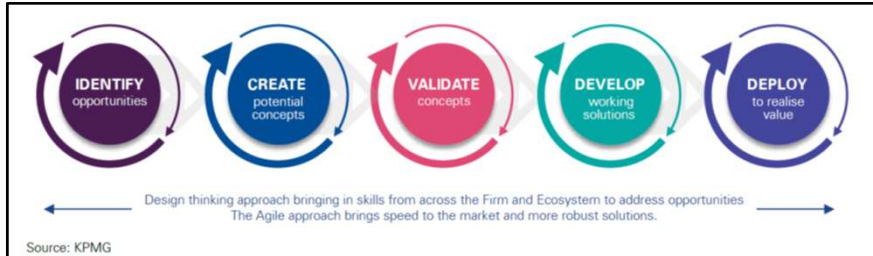 IDENTIFY
opportunities
CREATE
potential
concepts
VALIDATE
concepts
DEVELOP
working
solutions
DEPLOY
to realise
value
Design thinking approach bringing in skills from across the Firm and Ecosystem to address opportunities
The Agile approach brings speed to the market and more robust solutions.
Source: KPMG